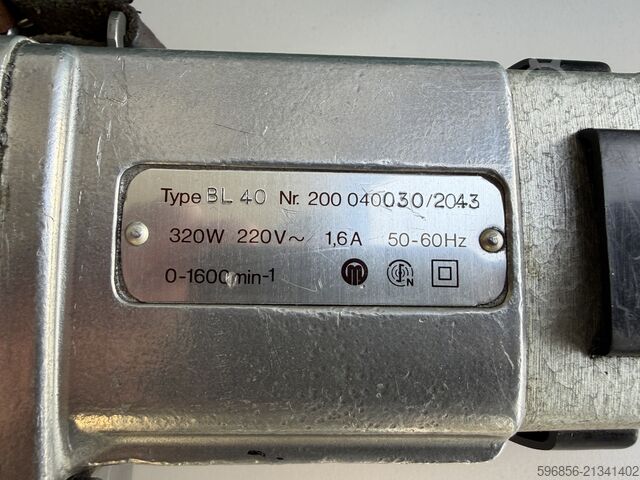 Type BL 40 Nr. 200 040030/2043
320W 220V~ 1,6A 50-60Hz
0-1600min-1
596856-21341402